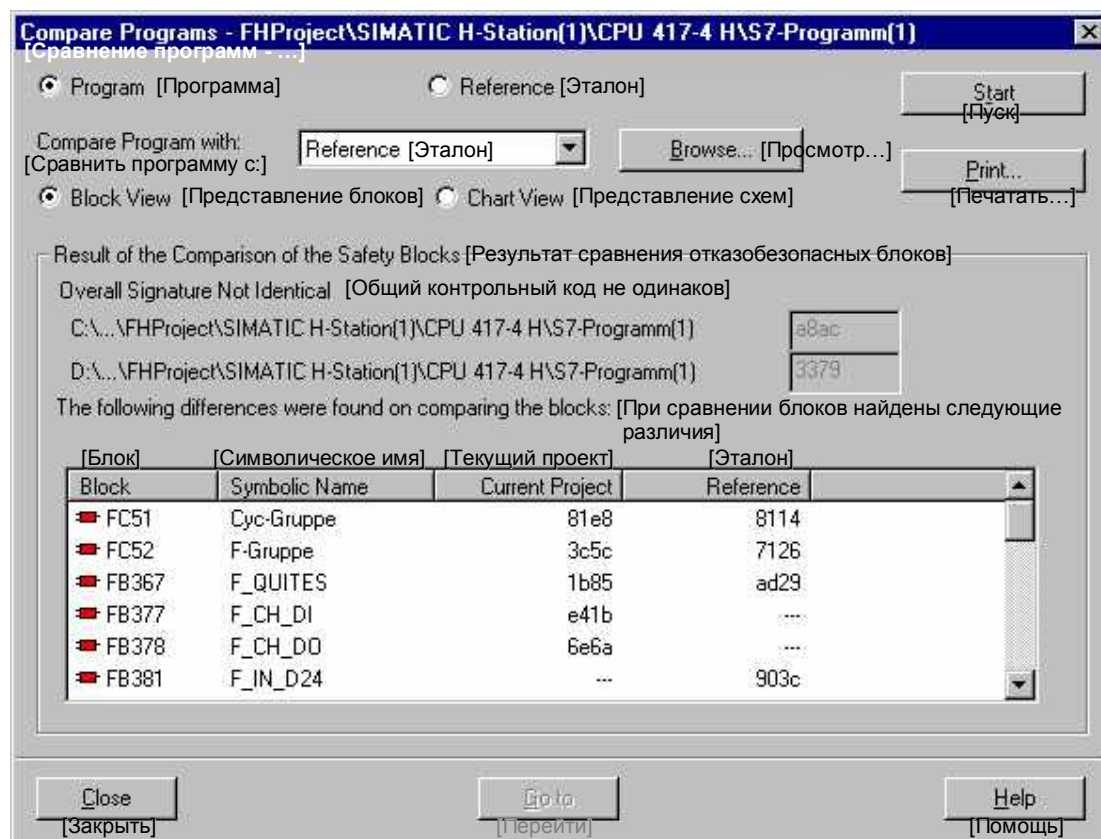 Compare Programs - FHProject\SIMATIC H-Station(1)\CPU 417-4 H\S7-Programm(1)
[Сравнение программ - …]
Program [Программа] Reference [Эталон] Start
[Пуск]
Compare Program with: Reference [Эталон] Browse... [Просмотр…]
[Сравнить программу с:]
Print...
[Печатать…]
Block View [Представление блоков] Chart View [Представление схем]
Result of the Comparison of the Safety Blocks [Результат сравнения отказобезопасных блоков]
Overall Signature Not Identical [Общий контрольный код не одинаков]
C:\...\FHProject\SIMATIC H-Station(1)\CPU 417-4 H\S7-Programm(1) a8ac
D:\...\FHProject\SIMATIC H-Station(1)\CPU 417-4 H\S7-Programm(1) 3379
The following differences were found on comparing the blocks: [При сравнении блоков найдены следующие
различия]
[Блок] [Символическое имя] [Текущий проект] [Эталон]
Block Symbolic Name Current Project Reference
FC51 Cyc-Gruppe 81e8 8114
FC52 F-Gruppe 3c5c 7126
FB367 F_QUITES 1b85 ad29
FB377 F_CH_DI e41b ---
FB378 F_CH_DO 6e6a ---
FB381 F_IN_D24 --- 903c
Close Go to Help
[Закрыть] [Перейти] [Помощь]